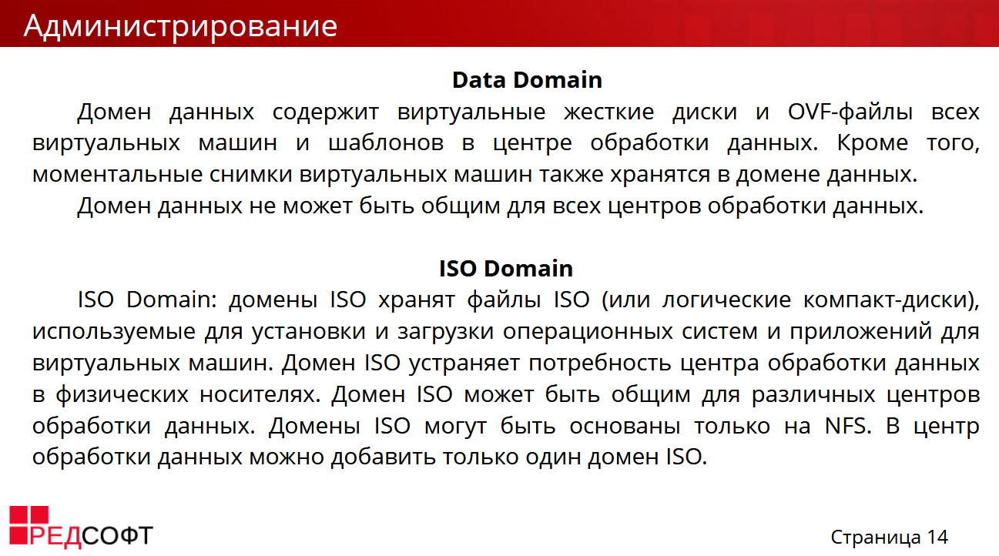 Администрирование
Data Domain
Домен данных содержит виртуальные жесткие диски и OVF-файлы всех
виртуальных машин и шаблонов в центре обработки данных. Кроме того,
моментальные снимки виртуальных машин также хранятся в домене данных.
Домен данных не может быть общим для всех центров обработки данных.
ISO Domain
ISO Domain: домены ISO хранят файлы ISO (или логические компакт-диски),
используемые для установки и загрузки операционных систем и приложений для
виртуальных машин. Домен ISO устраняет потребность центра обработки данных
в физических носителях. Домен ISO может быть общим для различных центров
обработки данных. Домены ISO могут быть основаны только на NFS. В центр
обработки данных можно добавить только один домен ISO.
РЕДСОФТ
Страница 14